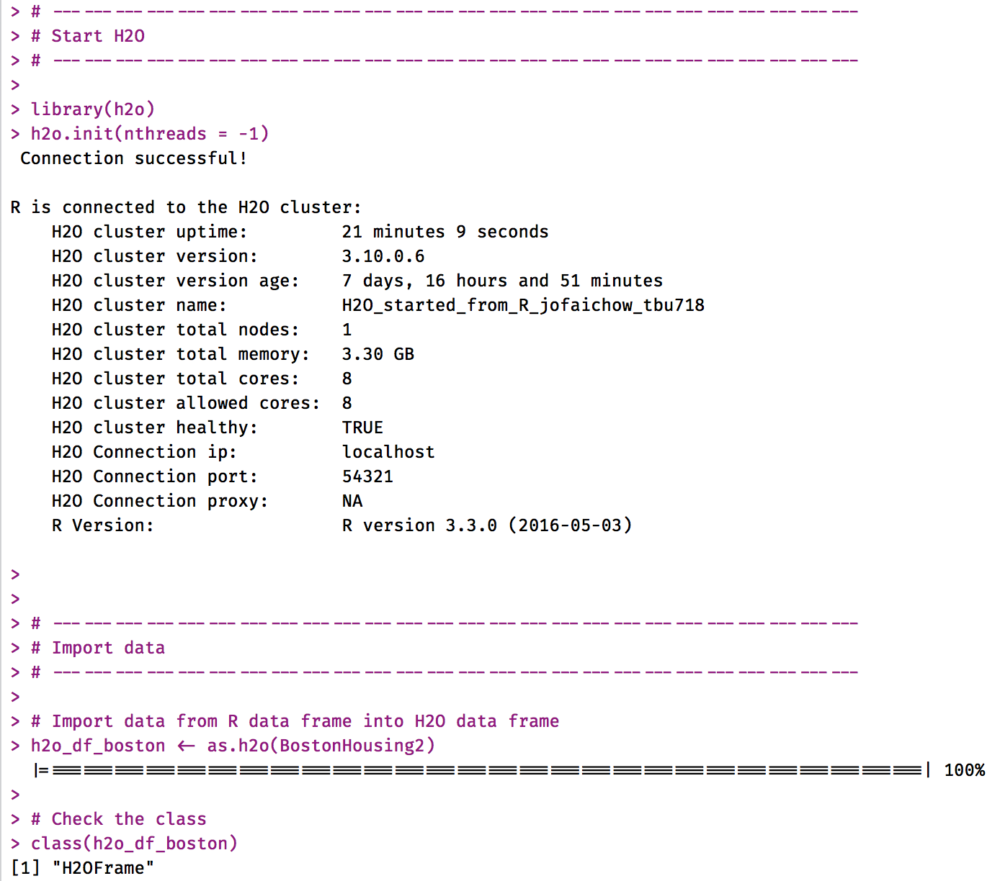 > # --- --- --- --- --- --- --- --- --- --- --- --- --- --- --- --- --- --- --- --- --- --- --- --- --- ---
> # Start H2O
> # --- --- --- --- --- --- --- --- --- --- --- --- --- --- --- --- --- --- --- --- --- --- --- --- --- ---
>
> library(h2o)
> h2o.init(nthreads = -1)
 Connection successful!

R is connected to the H2O cluster:
    H2O cluster uptime:         21 minutes 9 seconds
    H2O cluster version:        3.10.0.6
    H2O cluster version age:    7 days, 16 hours and 51 minutes
    H2O cluster name:           H2O_started_from_R_jofaichow_tbu718
    H2O cluster total nodes:    1
    H2O cluster total memory:   3.30 GB
    H2O cluster total cores:    8
    H2O cluster allowed cores:  8
    H2O cluster healthy:        TRUE
    H2O Connection ip:          localhost
    H2O Connection port:        54321
    H2O Connection proxy:       NA
    R Version:                  R version 3.3.0 (2016-05-03)

>
>
> # --- --- --- --- --- --- --- --- --- --- --- --- --- --- --- --- --- --- --- --- --- --- --- --- --- ---
> # Import data
> # --- --- --- --- --- --- --- --- --- --- --- --- --- --- --- --- --- --- --- --- --- --- --- --- --- ---
>
> # Import data from R data frame into H2O data frame
> h2o_df_boston <- as.h2o(BostonHousing2)
  |=====================================================================================| 100%
>
> # Check the class
> class(h2o_df_boston)
[1] "H2OFrame"